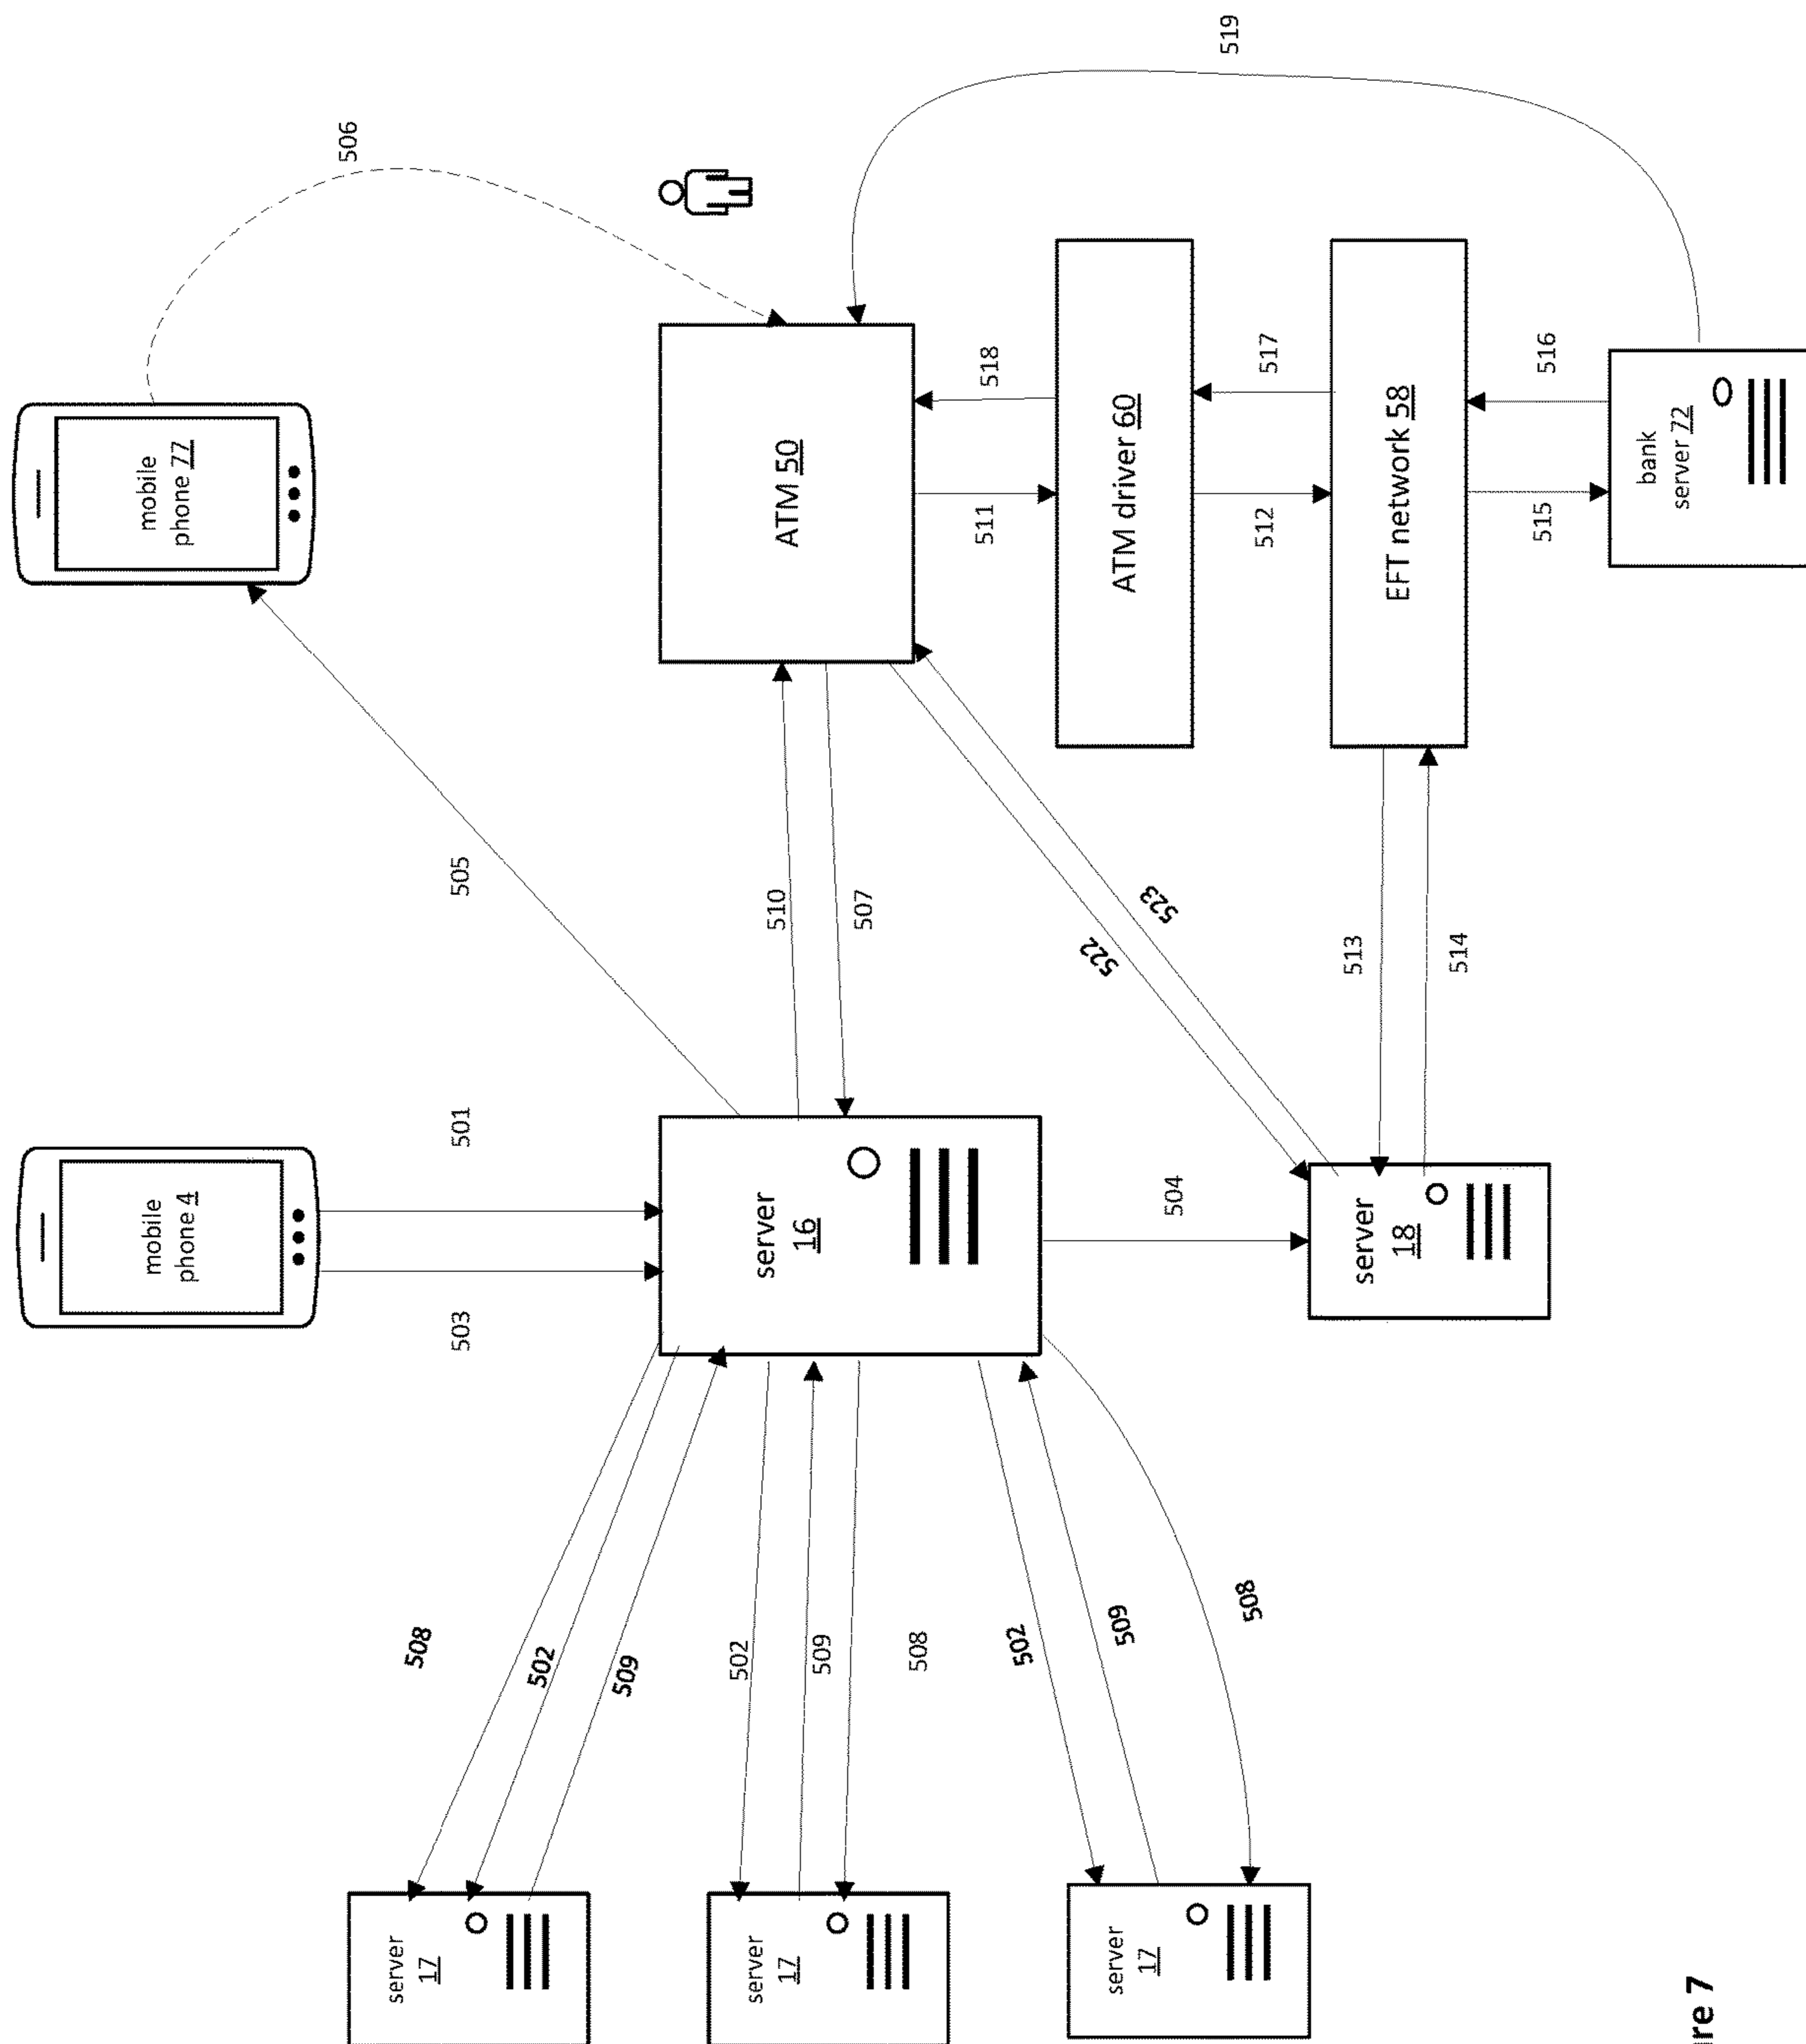 mobile
phone 4
mobile
phone 77
506
server
17
508
503
501
505
502
509
502
server
17
server
16
510
ATM 50
509
507
508
511
518
502
522
server
17
509
ATM driver 60
523
504
519
508
512
517
513
server
18
EFT network 58
514
515
516
bank
server 72
re 7